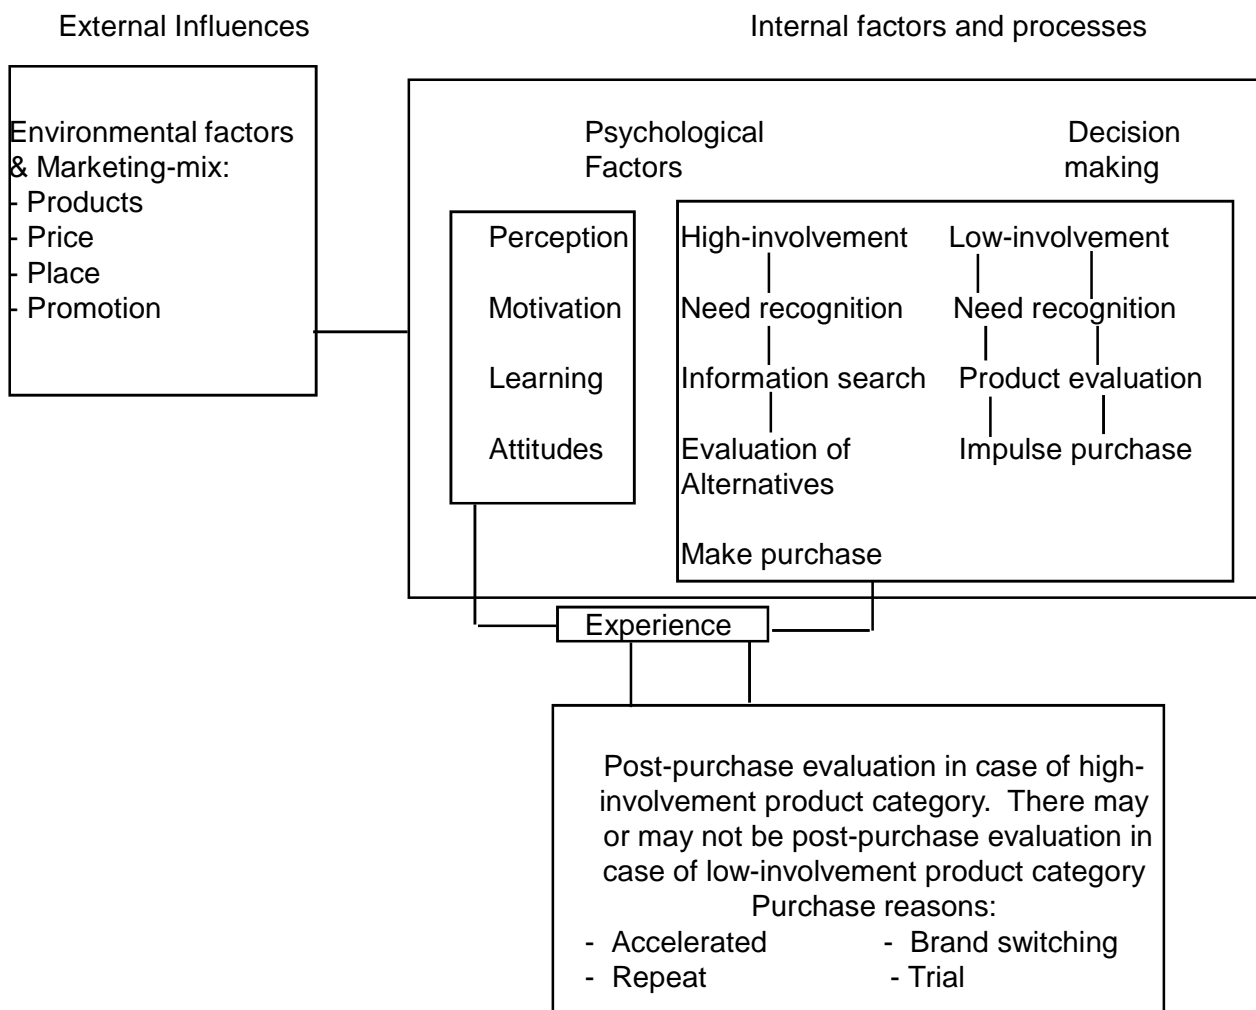 External Influences
Internal factors and processes
Environmental factors
& Marketing-mix:
- Products
- Price
- Place
- Promotion
Psychological
Factors
Decision
making
Perception
Motivation
Learning
Attitudes
High-involvement
Need recognition
Information search
Evaluation of
Alternatives
Make purchase
Low-involvement
Need recognition
Product evaluation
Impulse purchase
Experience
Post-purchase evaluation in case of high-
involvement product category. There may
or may not be post-purchase evaluation in
case of low-involvement product category
Purchase reasons:
- Accelerated - Brand switching
- Repeat - Trial